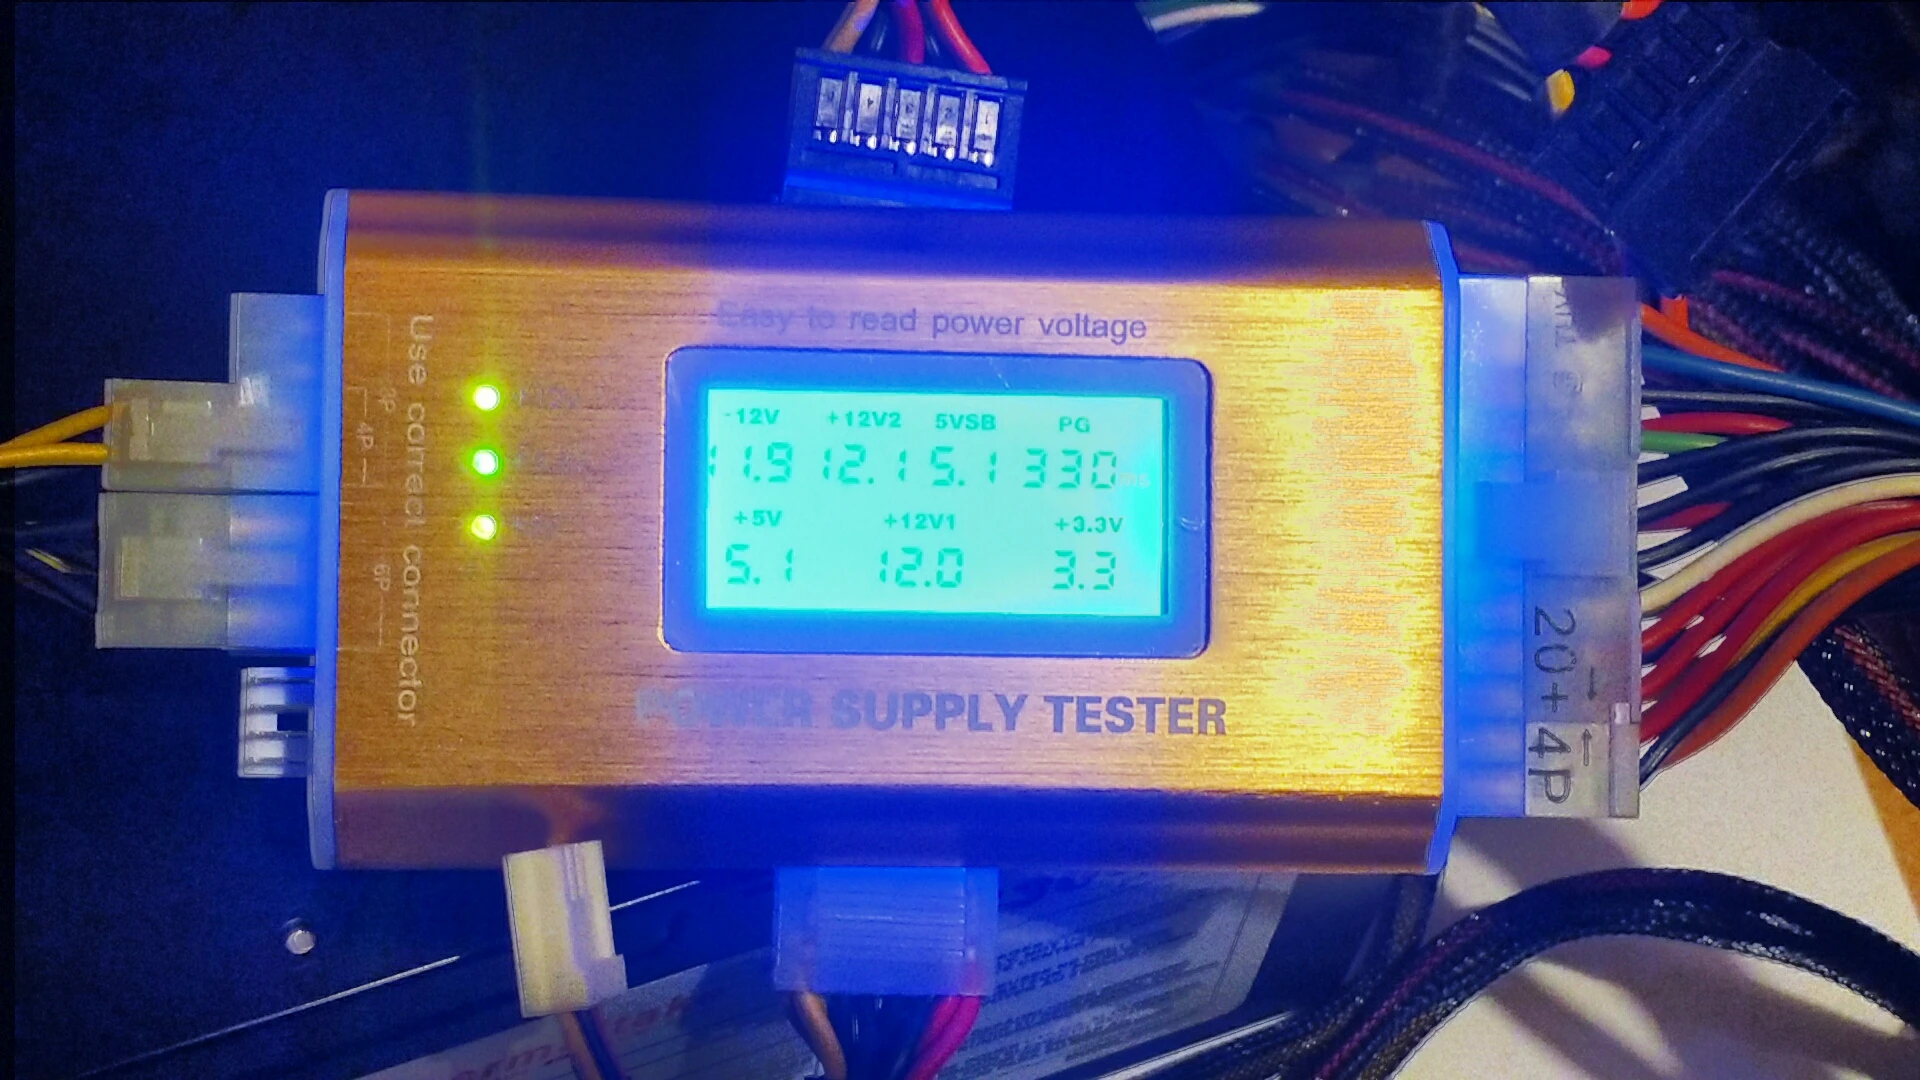 Easy to read power voltage
-12V +12V2 5VSB PG
11.9 12.1 5.1 330 ms
+5V +12V1 +3.3V
5.1 12.0 3.3
POWER SUPPLY TESTER
Use correct connector
8P
4P
6P
20+4P